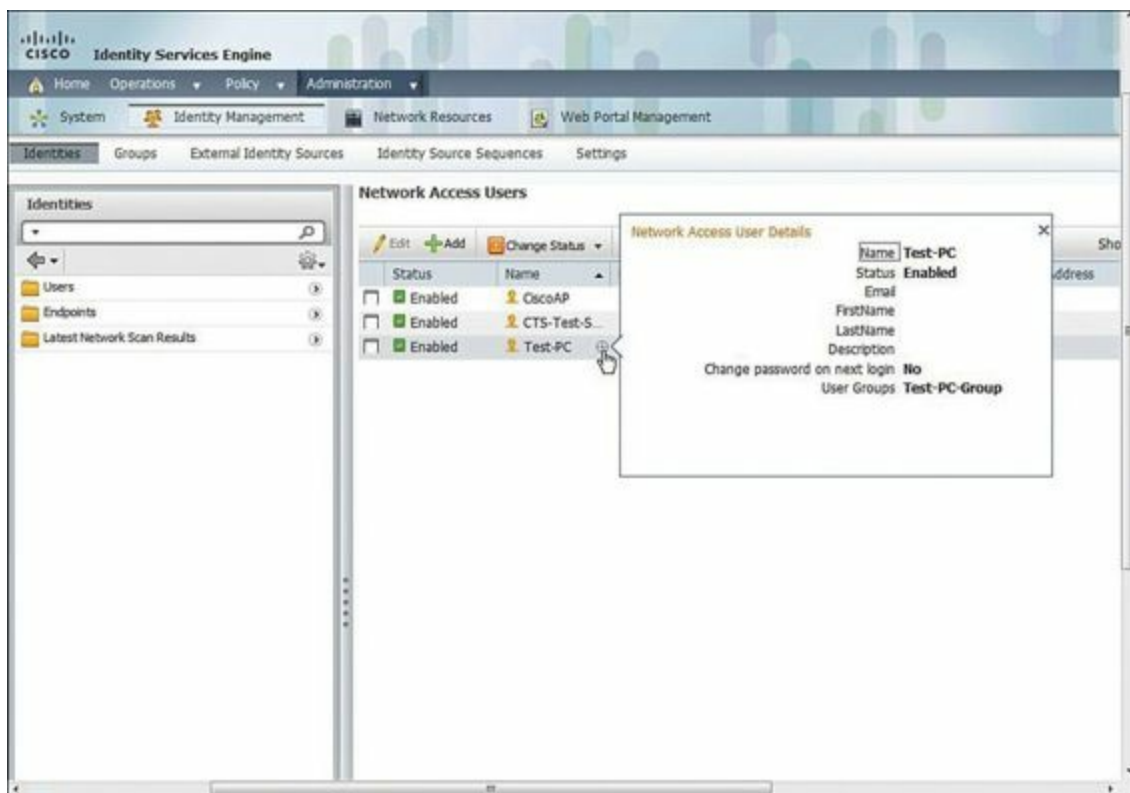 CISCO Identity Services Engine
Home Operations Policy Administration
System Identity Management Network Resources Web Portal Management
Identities Groups External Identity Sources Identity Source Sequences Settings
Identities
Users
Endpoints
Latest Network Scan Results
Network Access Users
Edit Add Change Status Sho
Status Name ddress
Enabled CiscoAP
Enabled CTS-Test-S...
Enabled Test-PC
Network Access User Details
Name Test-PC
Status Enabled
Email
FirstName
LastName
Description
Change password on next login No
User Groups Test-PC-Group